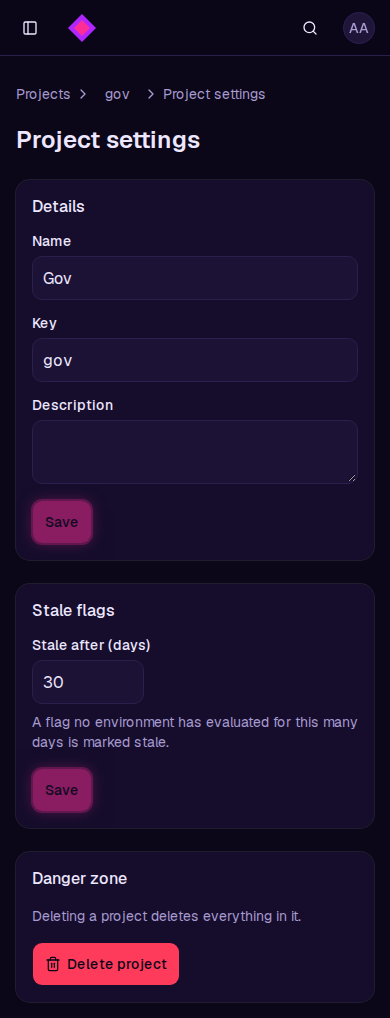 AA
Projects > gov > Project settings
Project settings
Details
Name
Gov
Key
gov
Description
Save
Stale flags
Stale after (days)
30
A flag no environment has evaluated for this many
days is marked stale.
Save
Danger zone
Deleting a project deletes everything in it.
Delete project